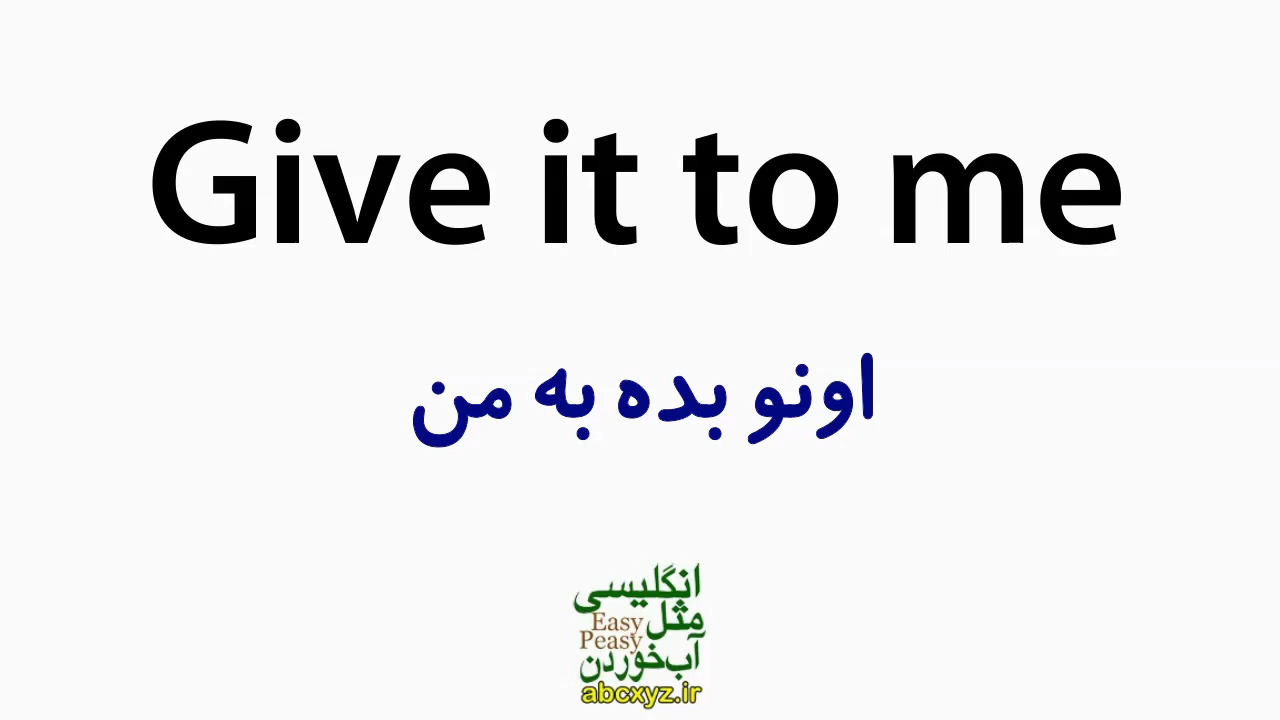 Give it to me
اونو بده به من
انگلیسی
مثل
Easy
Peasy
آب‌خوردن
abcxyz.ir